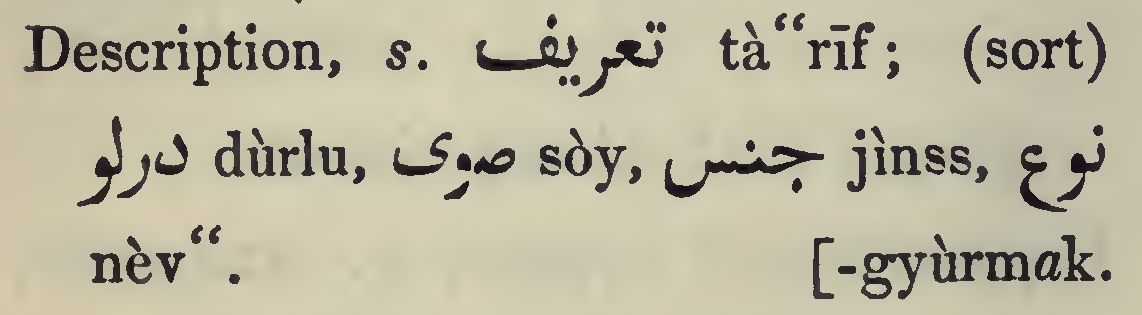 Description, s. تعريف tà“rīf; (sort)
درلو dùrlu, صوى sòy, جنس jìnss, نوع
nèv“. [-gyùrmak.